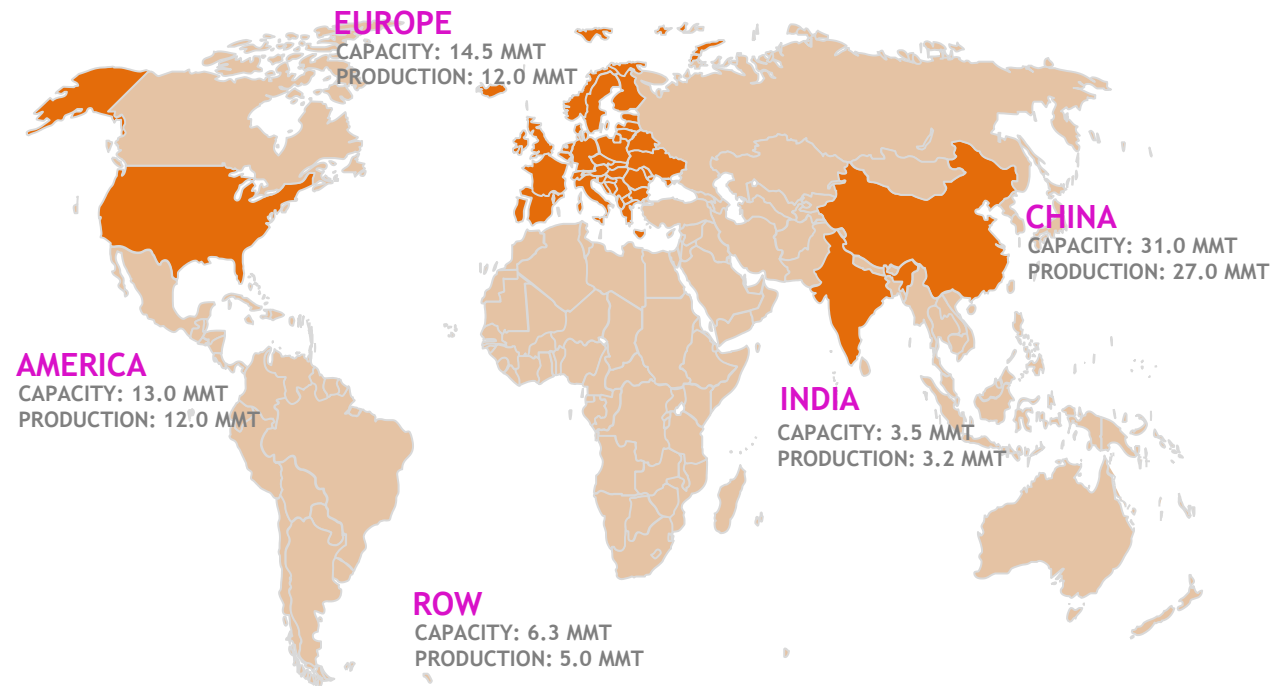 EUROPE
CAPACITY: 14.5 MMT
PRODUCTION: 12.0 MMT
CHINA
CAPACITY: 31.0 MMT
PRODUCTION: 27.0 MMT
AMERICA
CAPACITY: 13.0 MMT
PRODUCTION: 12.0 MMT
INDIA
CAPACITY: 3.5 MMT
PRODUCTION: 3.2 MMT
ROW
CAPACITY: 6.3 MMT
PRODUCTION: 5.0 MMT